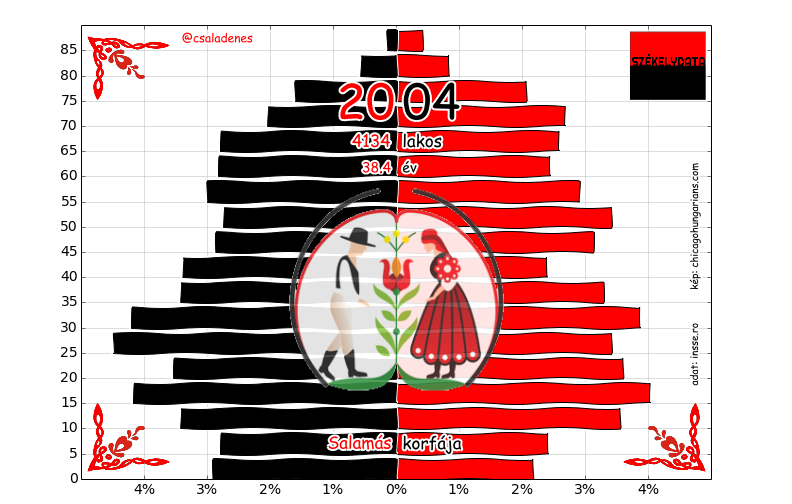 @csaladenes
SZÉKELYDATA
2004
4134 lakos
38.4 év
kép: chicagohungarians.com
adat: insse.ro
Salamás korfája
85
80
75
70
65
60
55
50
45
40
35
30
25
20
15
10
5
0
4% 3% 2% 1% 0% 1% 2% 3% 4%